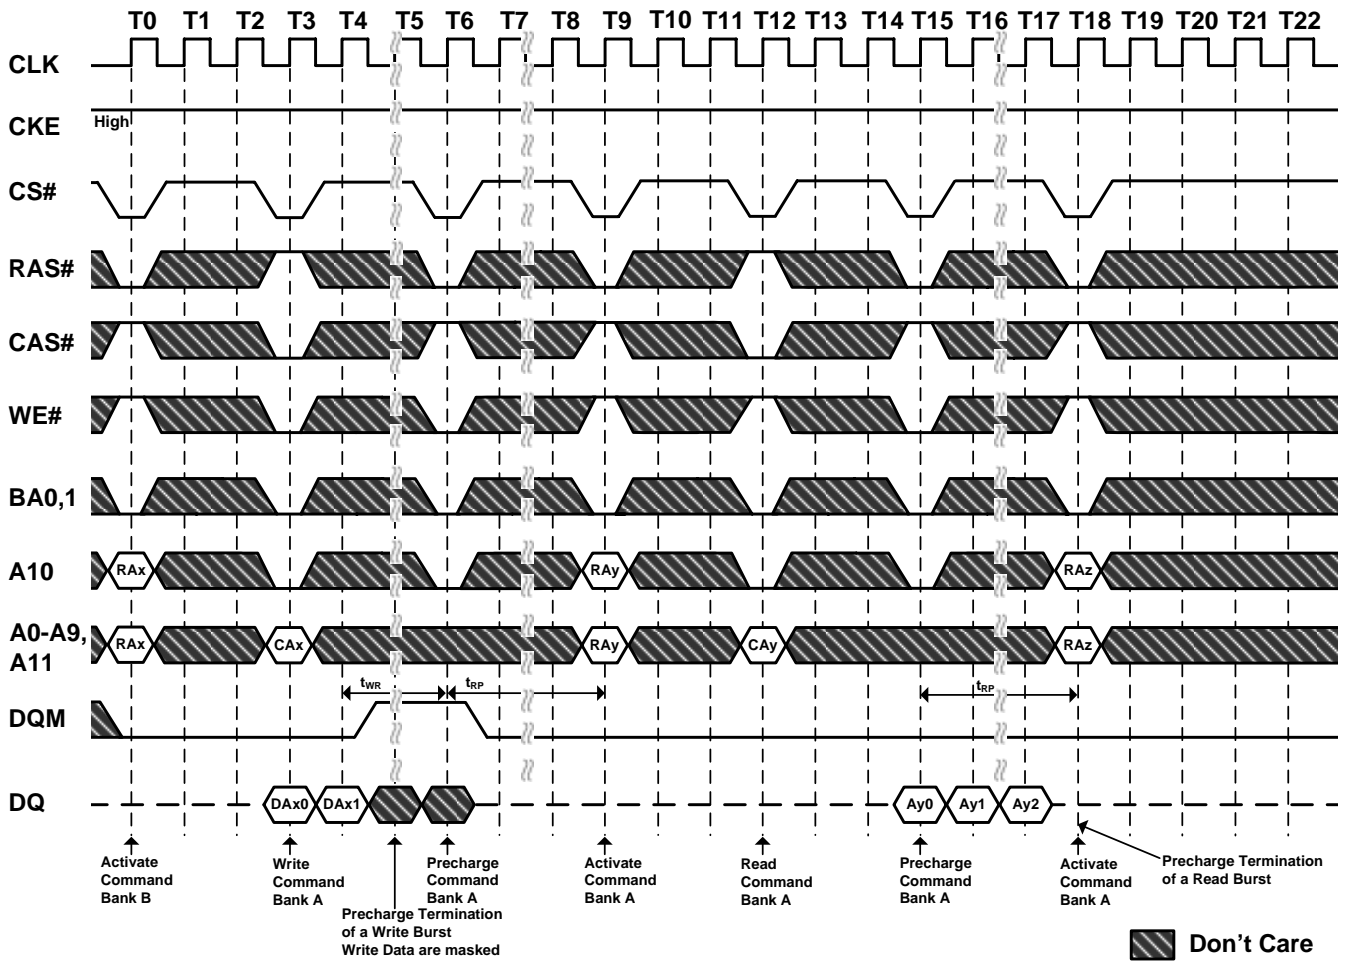 T0 T1 T2 T3 T4 T5 T6 T7 T8 T9 T10 T11 T12 T13 T14 T15 T16 T17 T18 T19 T20 T21 T22
CLK
CKE
High
CS#
RAS#
CAS#
WE#
BA0,1
A10
RAx RAy RAz
A0-A9,
A11
RAx CAx RAy CAy RAz
tWR tRP tRP
DQM
DQ
DAx0 DAx1 Ay0 Ay1 Ay2
Activate
Command
Bank B
Write
Command
Bank A
Precharge Termination
of a Write Burst
Write Data are masked
Precharge
Command
Bank A
Activate
Command
Bank A
Read
Command
Bank A
Precharge
Command
Bank A
Activate
Command
Bank A
Precharge Termination
of a Read Burst
Don't Care